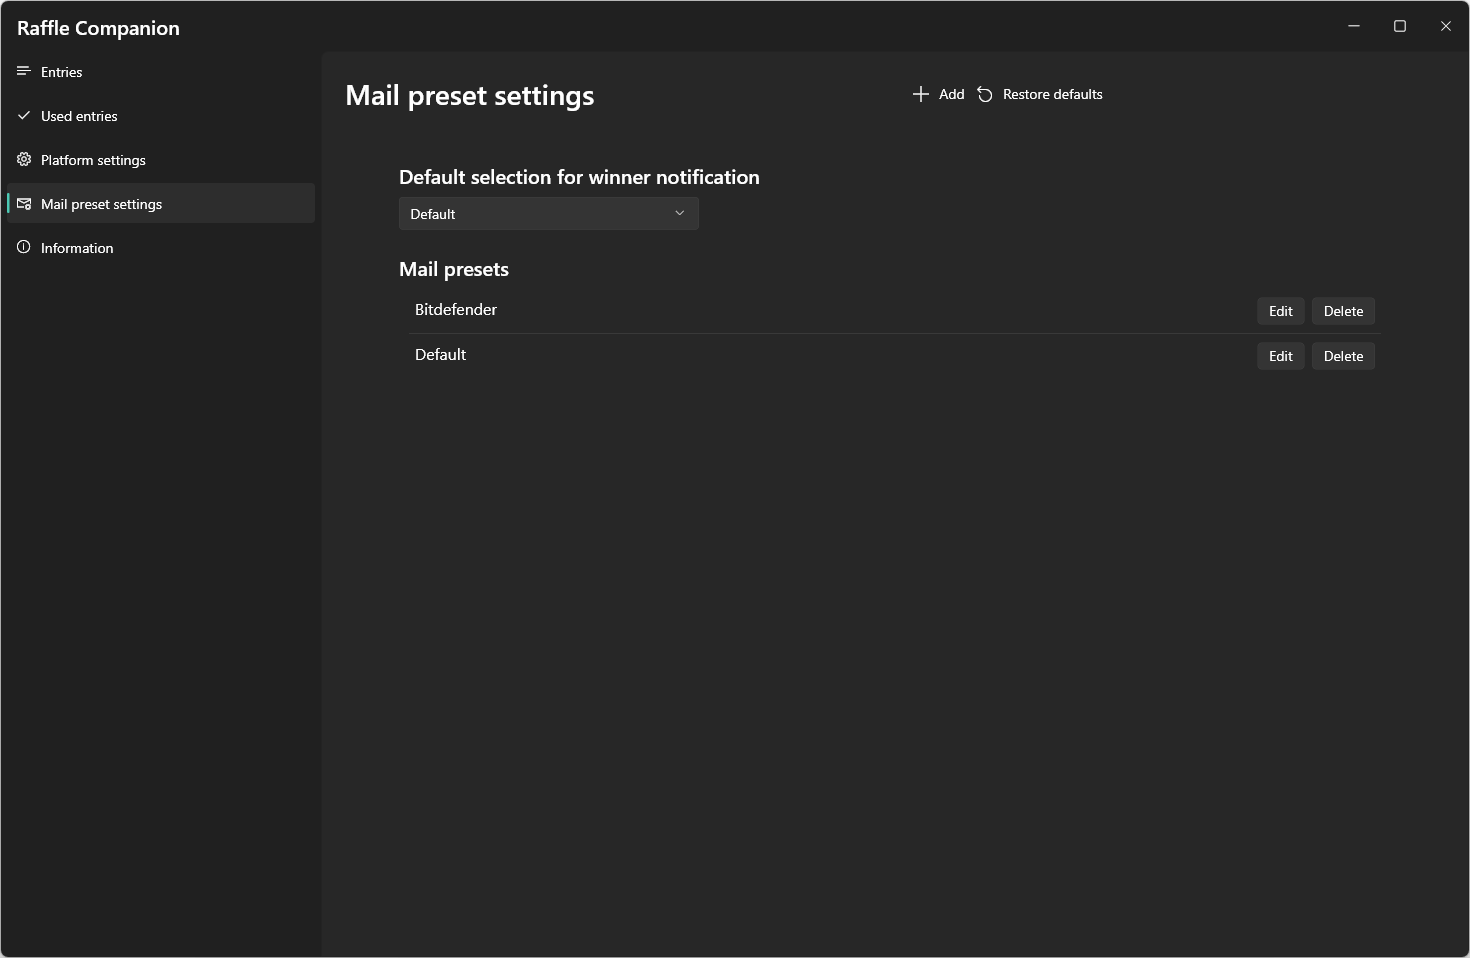 Raffle Companion
Entries
Used entries
Platform settings
Mail preset settings
Information
Mail preset settings
Add
Restore defaults
Default selection for winner notification
Default
Mail presets
Bitdefender
Edit
Delete
Default
Edit
Delete